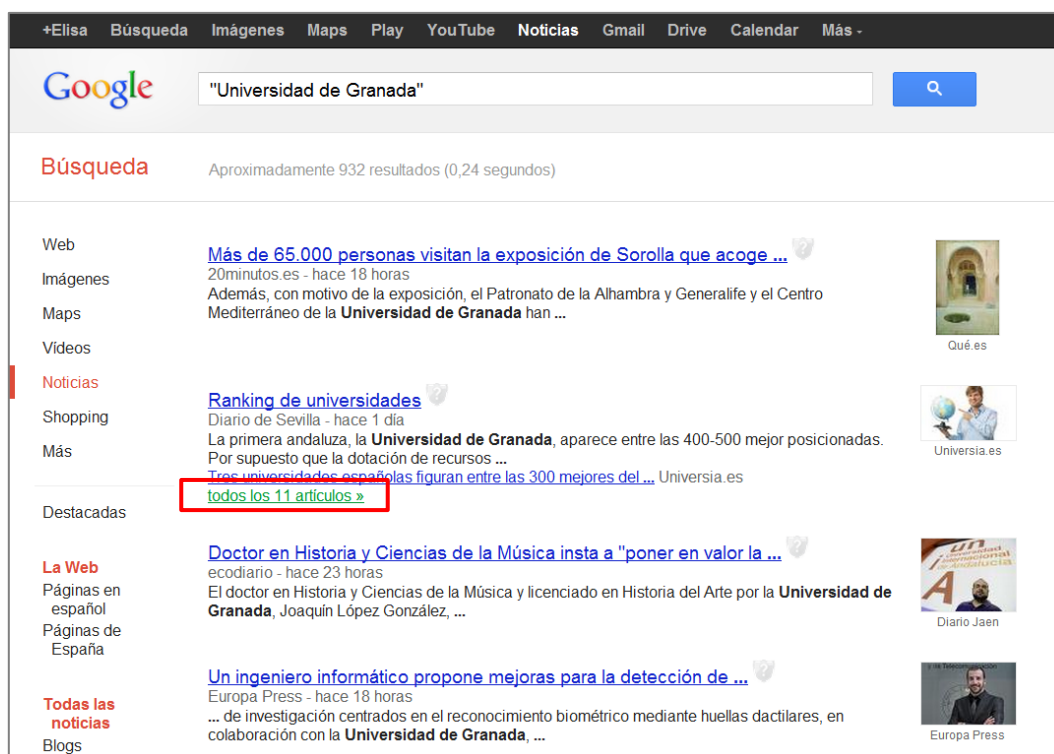 +Elisa Búsqueda Imágenes Maps Play YouTube Noticias Gmail Drive Calendar Más
Google
"Universidad de Granada"
Búsqueda
Aproximadamente 932 resultados (0,24 segundos)
Web
Imágenes
Maps
Vídeos
Noticias
Shopping
Más
Destacadas
La Web
Páginas en
español
Páginas de
España
Todas las
noticias
Blogs
Más de 65.000 personas visitan la exposición de Sorolla que acoge ...
20minutos.es - hace 18 horas
Además, con motivo de la exposición, el Patronato de la Alhambra y Generalife y el Centro
Mediterráneo de la Universidad de Granada han ...
Qué.es
Ranking de universidades
Diario de Sevilla - hace 1 día
La primera andaluza, la Universidad de Granada, aparece entre las 400-500 mejor posicionadas.
Por supuesto que la dotación de recursos ...
Tres universidades españolas figuran entre las 300 mejores del ... Universia.es
todos los 11 artículos »
Universia.es
Doctor en Historia y Ciencias de la Música insta a "poner en valor la ...
ecodiario - hace 23 horas
El doctor en Historia y Ciencias de la Música y licenciado en Historia del Arte por la Universidad de
Granada, Joaquín López González, ...
un
universidad
internacional
de Andalucía
A
Diario Jaen
Un ingeniero informático propone mejoras para la detección de ...
Europa Press - hace 18 horas
... de investigación centrados en el reconocimiento biométrico mediante huellas dactilares, en
colaboración con la Universidad de Granada, ...
Europa Press